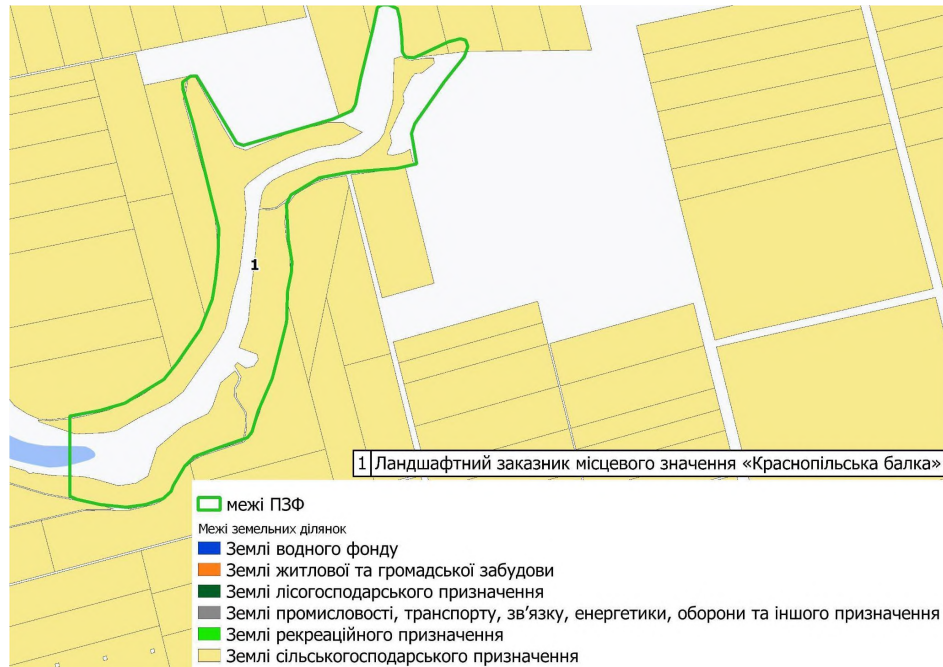 1
1 Ландшафтний заказник місцевого значення «Краснопільська балка»
межі ПЗФ
Межі земельних ділянок
Землі водного фонду
Землі житлової та громадської забудови
Землі лісогосподарського призначення
Землі промисловості, транспорту, зв'язку, енергетики, оборони та іншого призначення
Землі рекреаційного призначення
Землі сільськогосподарського призначення